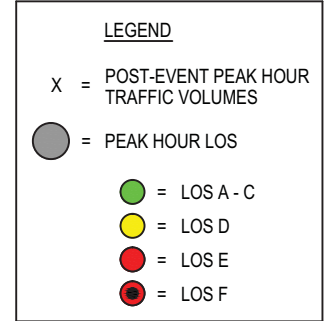 LEGEND
X = POST-EVENT PEAK HOUR
TRAFFIC VOLUMES
= PEAK HOUR LOS
= LOS A - C
= LOS D
= LOS E
= LOS F